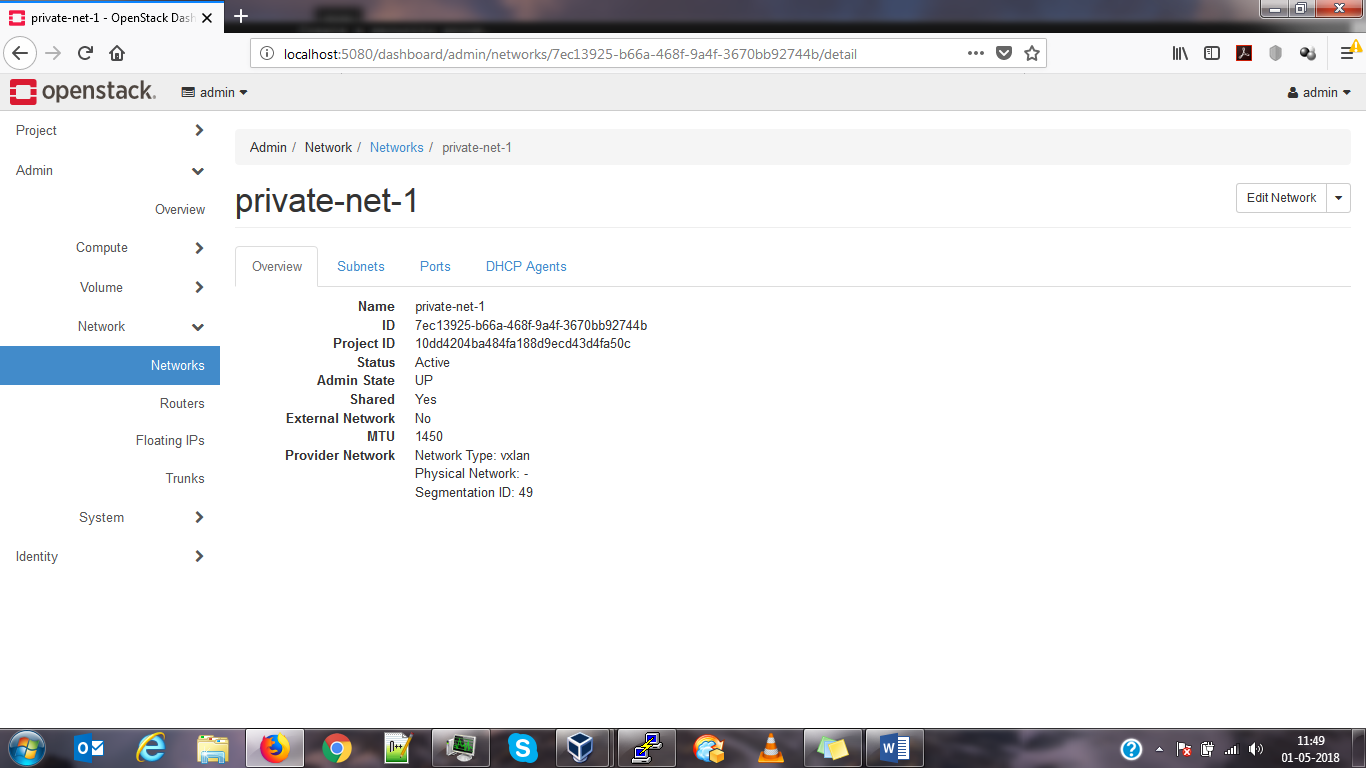 private-net-1 - OpenStack Dash
localhost:5080/dashboard/admin/networks/7ec13925-b66a-468f-9a4f-3670bb92744b/detail
openstack.
admin
admin
Project
Admin
Overview
Compute
Volume
Network
Networks
Routers
Floating IPs
Trunks
System
Identity
Admin / Network / Networks / private-net-1
private-net-1
Edit Network
Overview Subnets Ports DHCP Agents
Name private-net-1
ID 7ec13925-b66a-468f-9a4f-3670bb92744b
Project ID 10dd4204ba484fa188d9ecd43d4fa50c
Status Active
Admin State UP
Shared Yes
External Network No
MTU 1450
Provider Network Network Type: vxlan
Physical Network: -
Segmentation ID: 49
11:49
01-05-2018